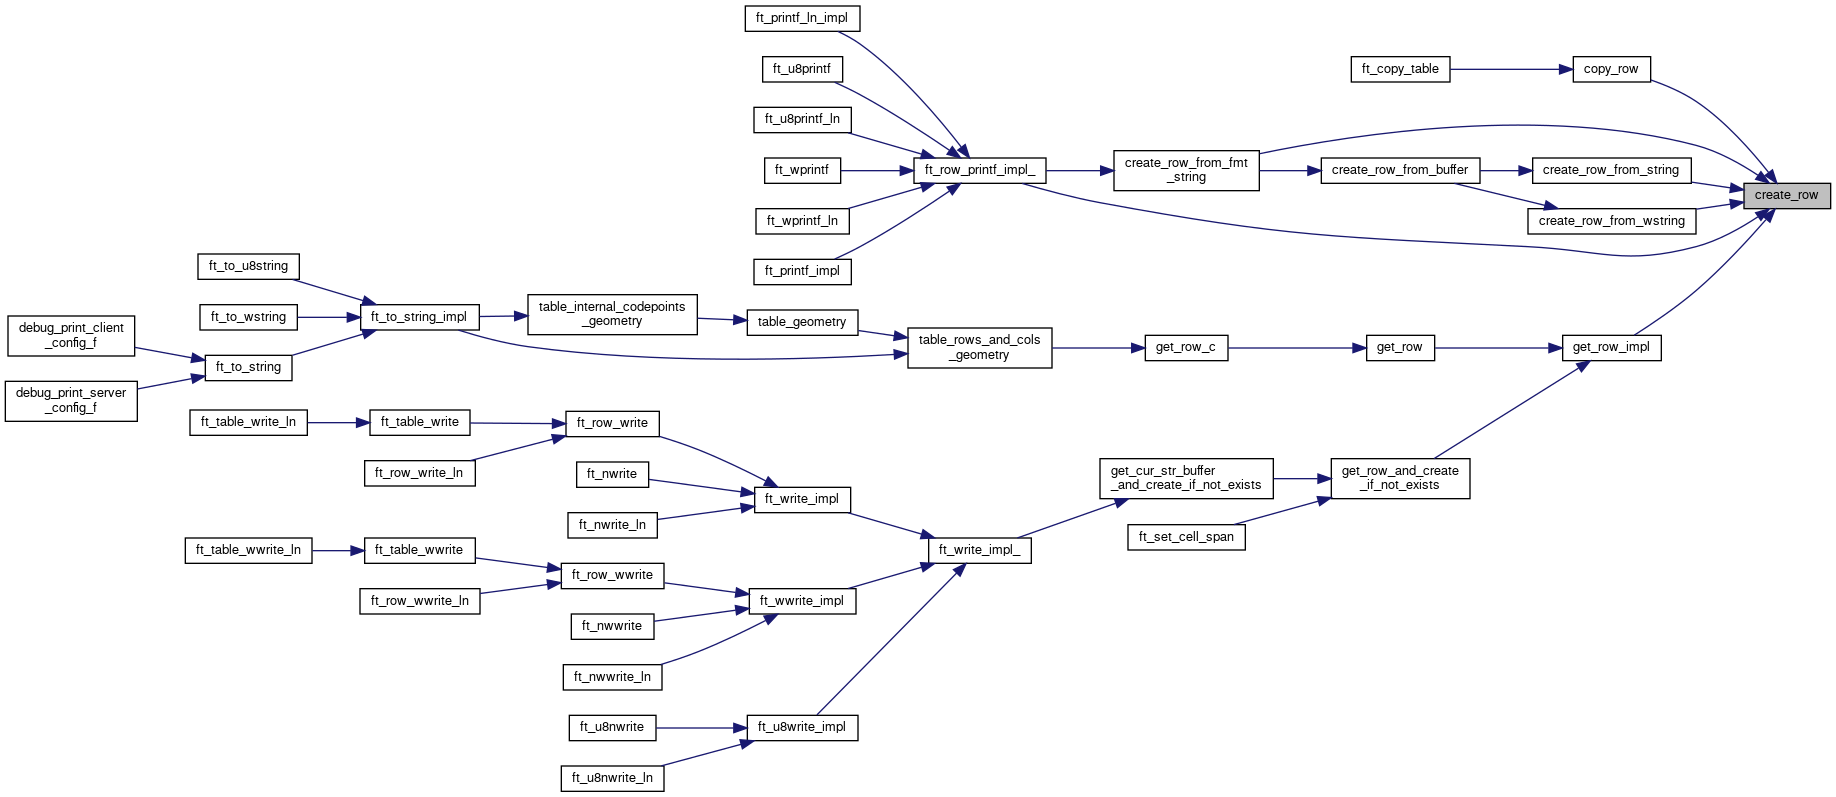 ft_printf_ln_impl
ft_u8printf
ft_copy_table
copy_row
ft_u8printf_ln
ft_wprintf
ft_row_printf_impl_
create_row_from_fmt
_string
create_row_from_buffer
create_row_from_string
create_row
ft_wprintf_ln
create_row_from_wstring
ft_printf_impl
ft_to_u8string
ft_to_wstring
ft_to_string_impl
table_internal_codepoints
_geometry
table_geometry
debug_print_client
_config_f
table_rows_and_cols
_geometry
get_row_c
get_row
get_row_impl
ft_to_string
debug_print_server
_config_f
ft_table_write_ln
ft_table_write
ft_row_write
ft_row_write_ln
ft_nwrite
ft_write_impl
get_cur_str_buffer
_and_create_if_not_exists
get_row_and_create
_if_not_exists
ft_nwrite_ln
ft_set_cell_span
ft_table_wwrite_ln
ft_table_wwrite
ft_write_impl_
ft_row_wwrite
ft_row_wwrite_ln
ft_wwrite_impl
ft_nwwrite
ft_nwwrite_ln
ft_u8nwrite
ft_u8write_impl
ft_u8nwrite_ln